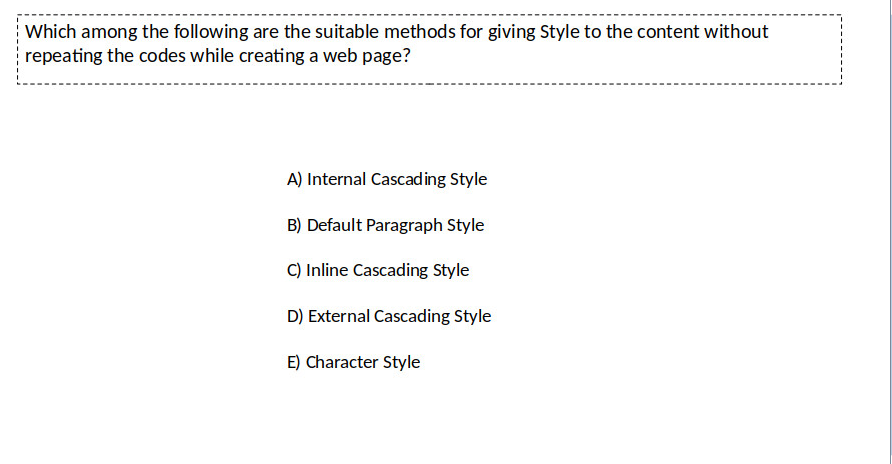 Which among the following are the suitable methods for giving Style to the content without
repeating the codes while creating a web page?
A) Internal Cascading Style
B) Default Paragraph Style
C) Inline Cascading Style
D) External Cascading Style
E) Character Style